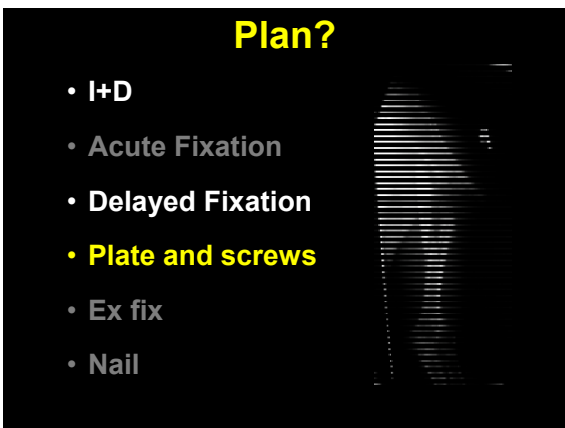 Plan?
• I+D
• Acute Fixation
• Delayed Fixation
• Plate and screws
• Ex fix
• Nail